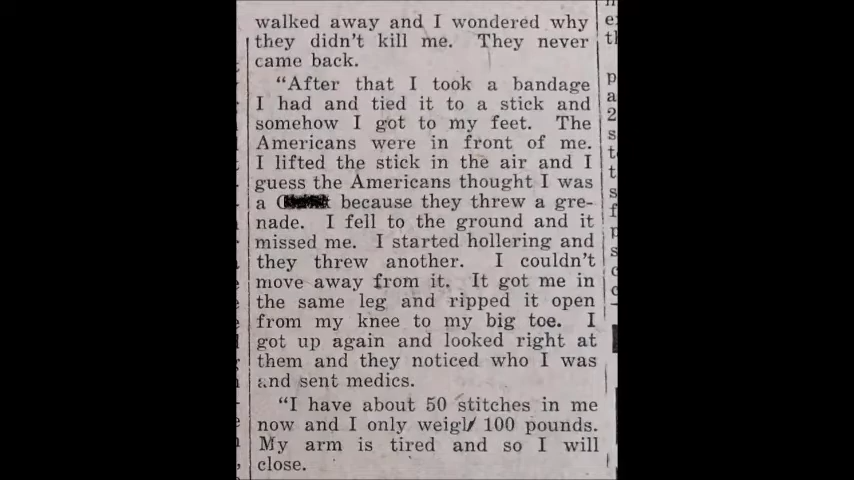 walked away and I wondered why
they didn't kill me. They never
came back.
"After that I took a bandage
I had and tied it to a stick and
somehow I got to my feet. The
Americans were in front of me.
I lifted the stick in the air and I
guess the Americans thought I was
a because they threw a gre-
nade. I fell to the ground and it
missed me. I started hollering and
they threw another. I couldn't
move away from it. It got me in
the same leg and ripped it open
from my knee to my big toe. I
got up again and looked right at
them and they noticed who I was
and sent medics.
"I have about 50 stitches in me
now and I only weigh 100 pounds.
My arm is tired and so I will
close.